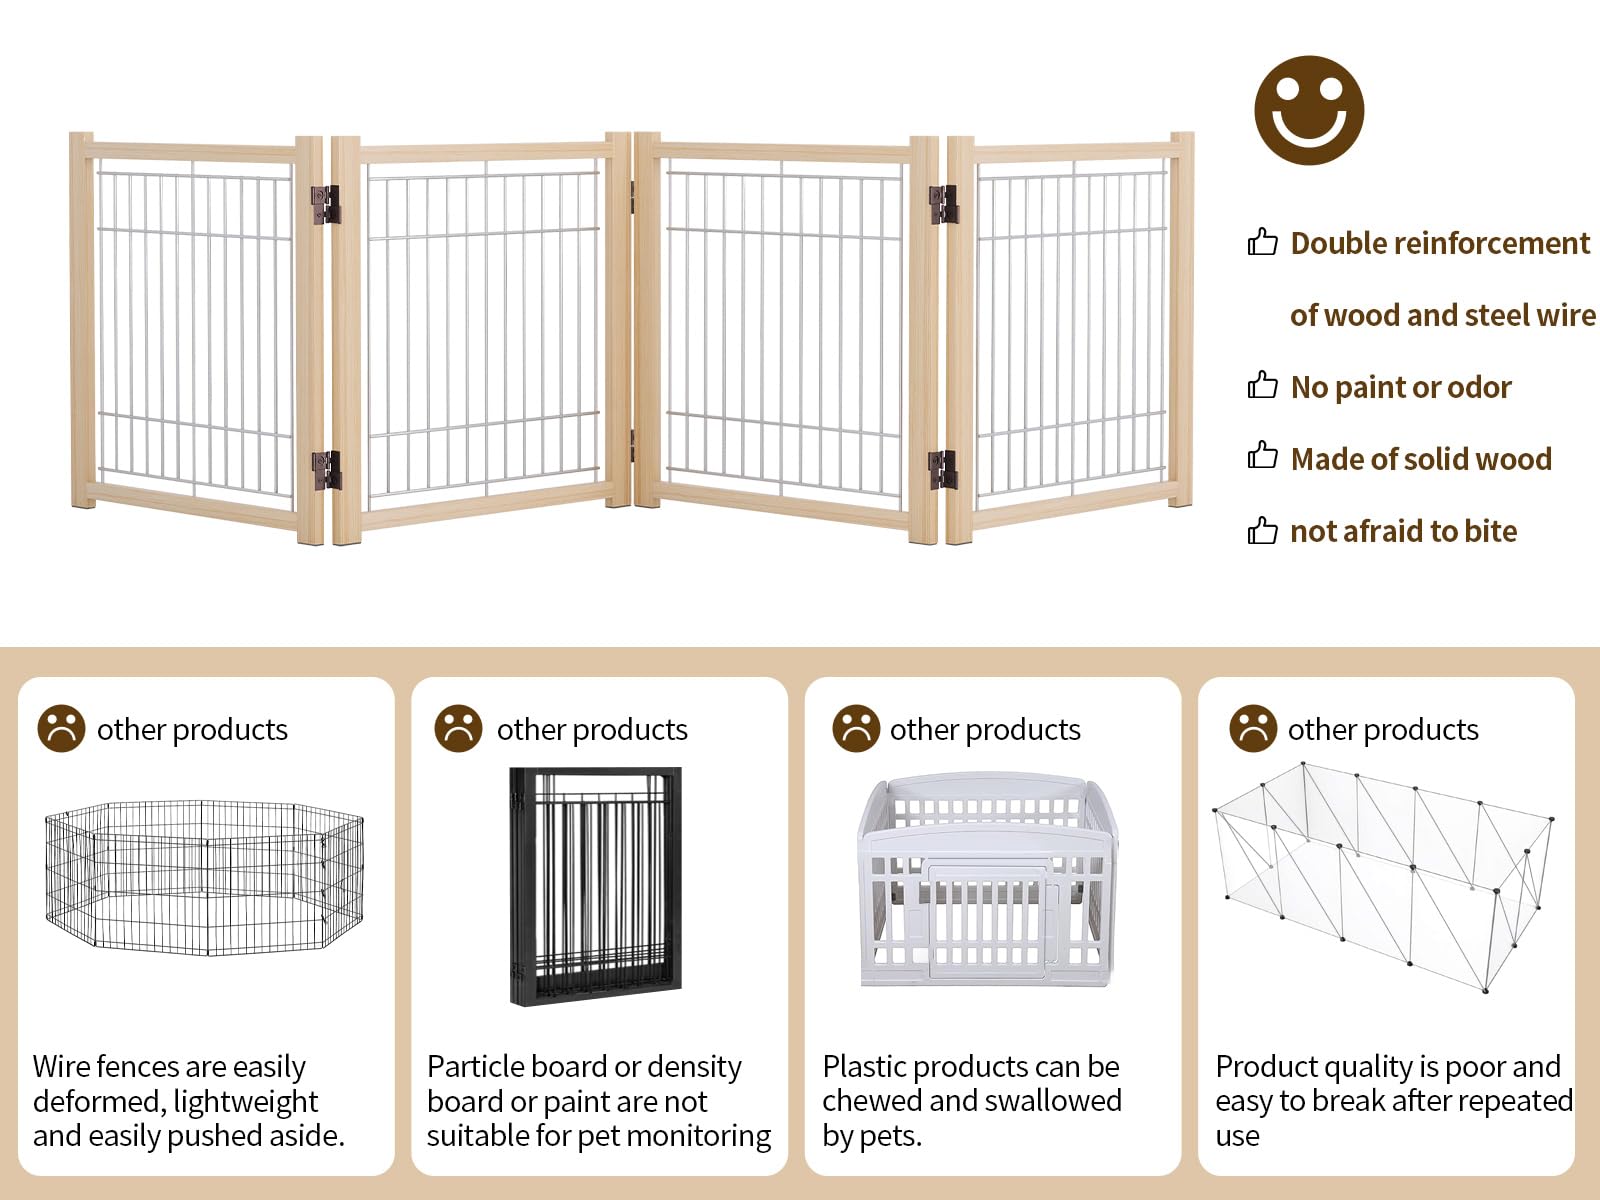 Double reinforcement
of wood and steel wire
No paint or odor
Made of solid wood
not afraid to bite
other products
Wire fences are easily
deformed, lightweight
and easily pushed aside.
other products
Particle board or density
board or paint are not
suitable for pet monitoring
other products
Plastic products can be
chewed and swallowed
by pets.
other products
Product quality is poor and
easy to break after repeated
use